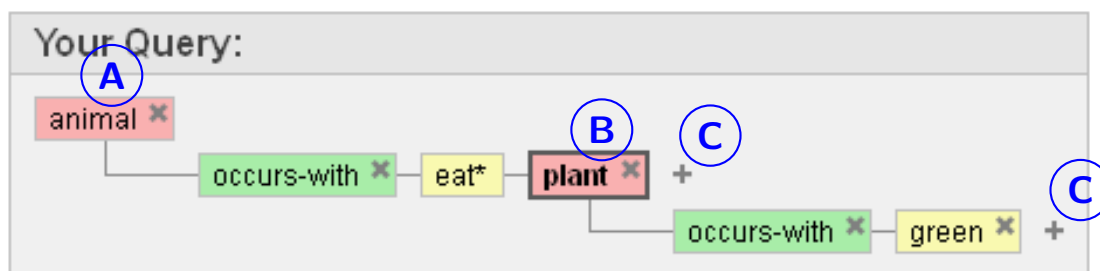 Your Query:
A
animal ×
B C
occurs-with × eat* plant × +
C
occurs-with × green × +